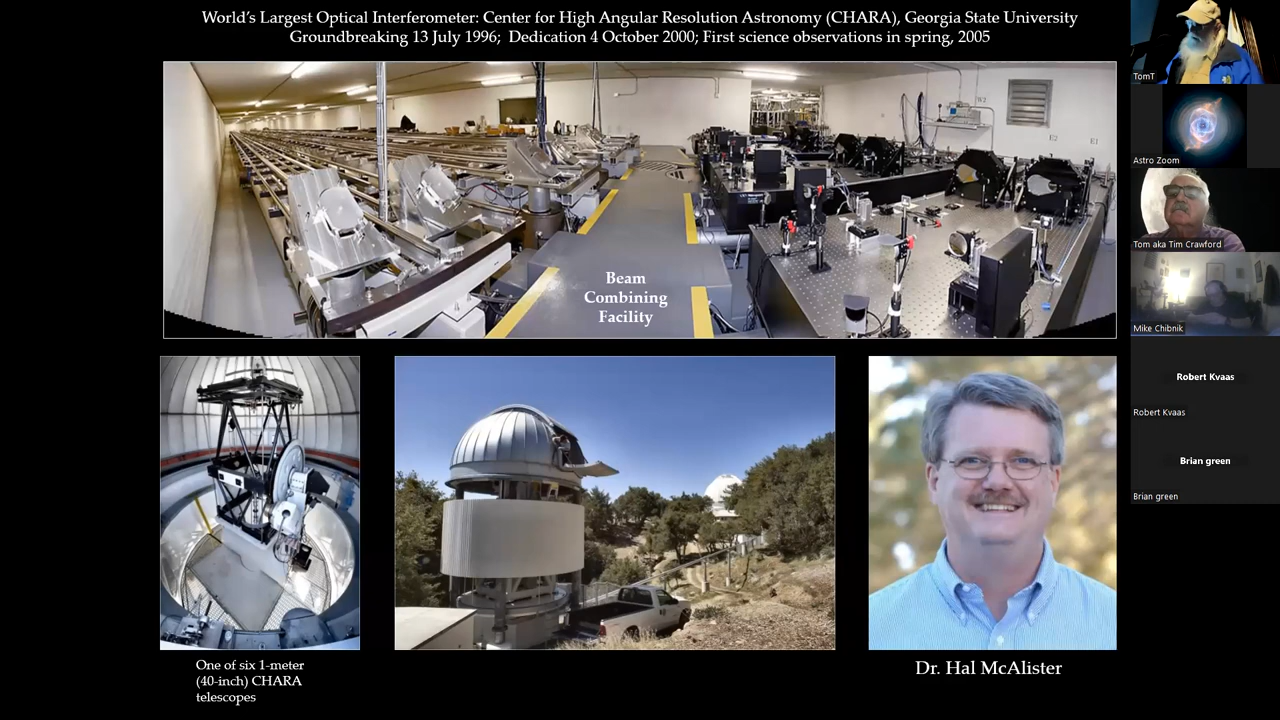 World's Largest Optical Interferometer: Center for High Angular Resolution Astronomy (CHARA), Georgia State University
Groundbreaking 13 July 1996;  Dedication 4 October 2000; First science observations in spring, 2005
Beam
Combining
Facility
One of six 1-meter
(40-inch) CHARA
telescopes
Dr. Hal McAlister
TomT
Astro Zoom
Tom aka Tim Crawford
Mike Chibnik
Robert Kvaas
Robert Kvaas
Brian green
Brian green